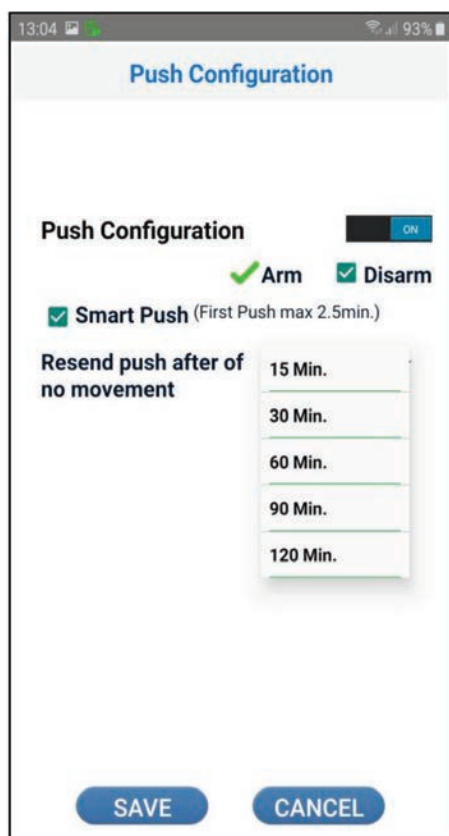 13:04 93%
Push Configuration
Push Configuration ON
Arm Disarm
Smart Push (First Push max 2.5min.)
Resend push after of
no movement
15 Min.
30 Min.
60 Min.
90 Min.
120 Min.
SAVE CANCEL